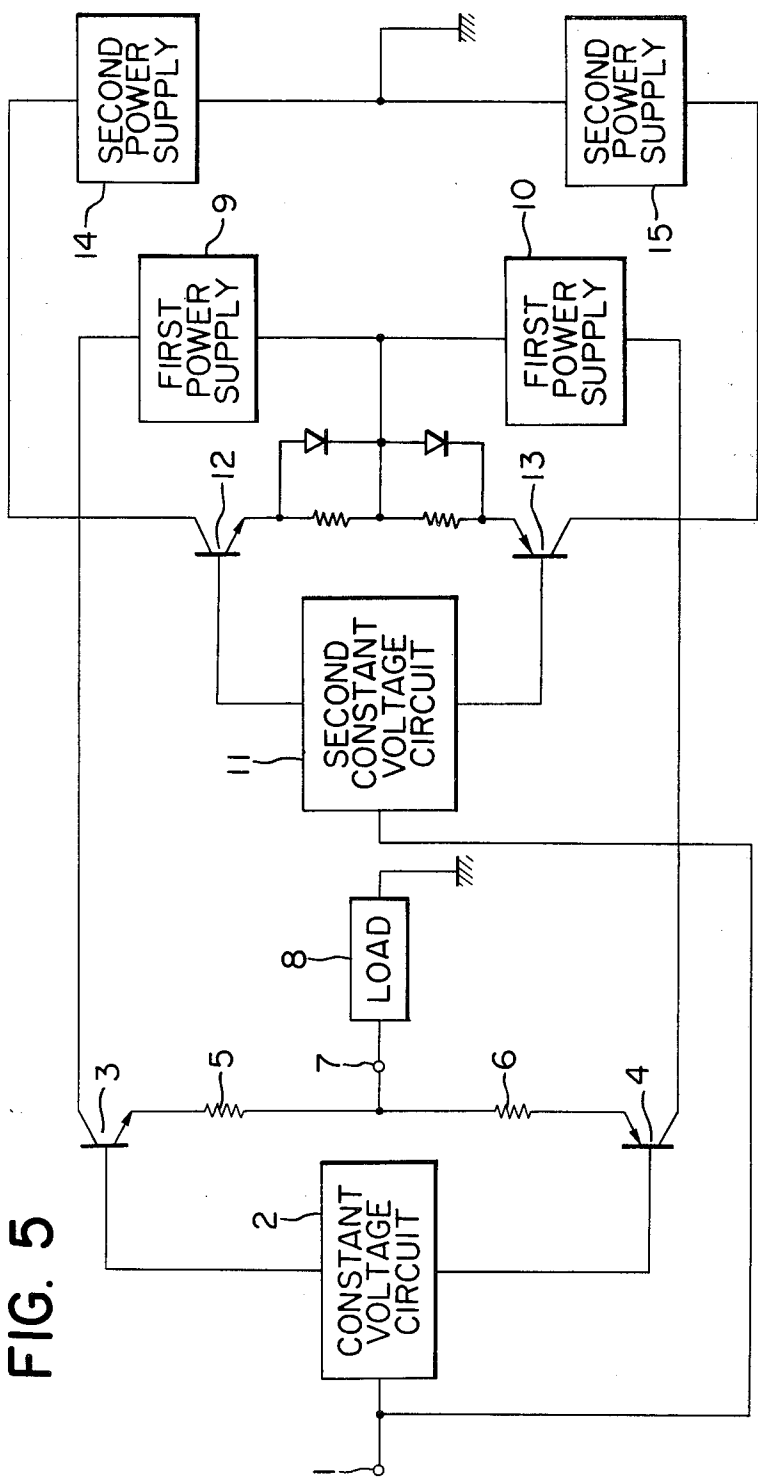 FIG. 5
1
2
CONSTANT
VOLTAGE
CIRCUIT
3
4
5
6
7
8
LOAD
11
SECOND
CONSTANT
VOLTAGE
CIRCUIT
12
13
9
FIRST
POWER
SUPPLY
10
FIRST
POWER
SUPPLY
14
SECOND
POWER
SUPPLY
15
SECOND
POWER
SUPPLY